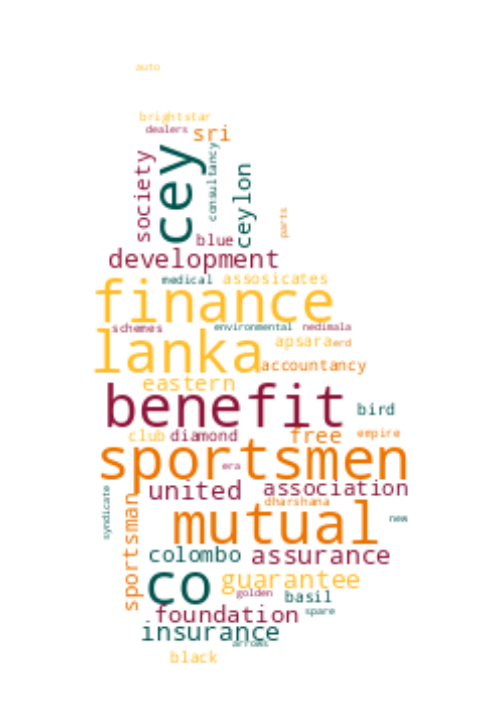 auto
brightstar
dealers
sri
society
cey
consultancy
ceylon
parts
blue
development
medical assosicates
finance
schemes environmental nedimala
lanka apsara erd
accountancy
eastern
benefit bird
club diamond free empire
sportsmen
era
syndicate
sportsman
united association
dharshana
mutual new
colombo assurance
co guarantee
golden basil
foundation spare
insurance
arrows
black